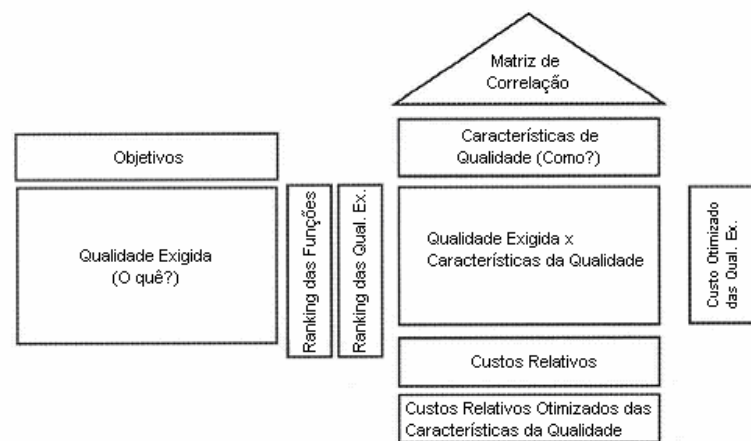 Matriz de
Correlação
Objetivos
Características de
Qualidade (Como?)
Qualidade Exigida
(O quê?)
Ranking das Funções
Ranking das Qual. Ex.
Qualidade Exigida x
Características da Qualidade
Custo Otimizado
das Qual. Ex.
Custos Relativos
Custos Relativos Otimizados das
Características da Qualidade